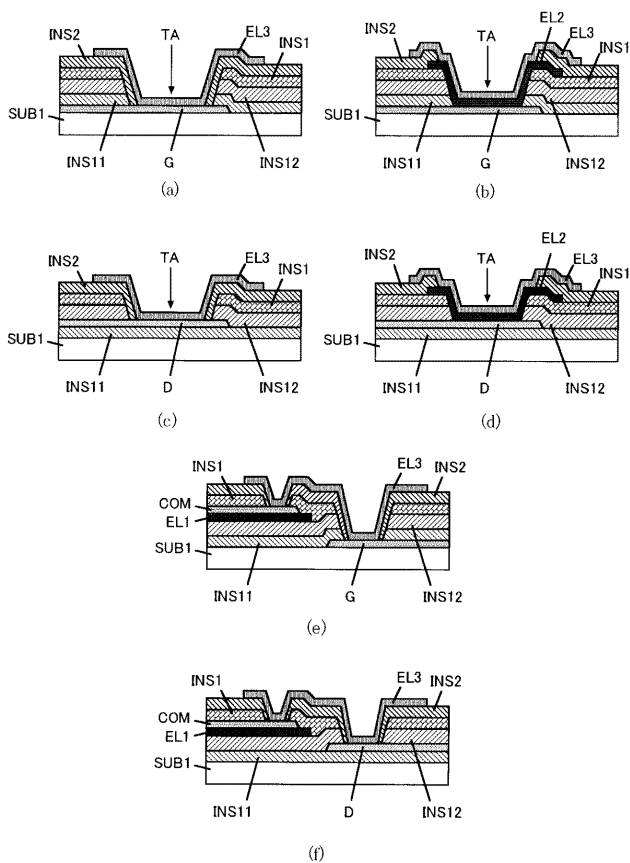 INS2 TA EL3 INS1
SUB1
INS11 G INS12
(a)
INS2 TA EL2 EL3 INS1
SUB1
INS11 G INS12
(b)
INS2 TA EL3 INS1
SUB1
INS11 D INS12
(c)
INS2 TA EL2 EL3 INS1
SUB1
INS11 D INS12
(d)
INS1 EL3 INS2
COM
EL1
SUB1
INS11 G INS12
(e)
INS1 EL3 INS2
COM
EL1
SUB1
INS11 D INS12
(f)